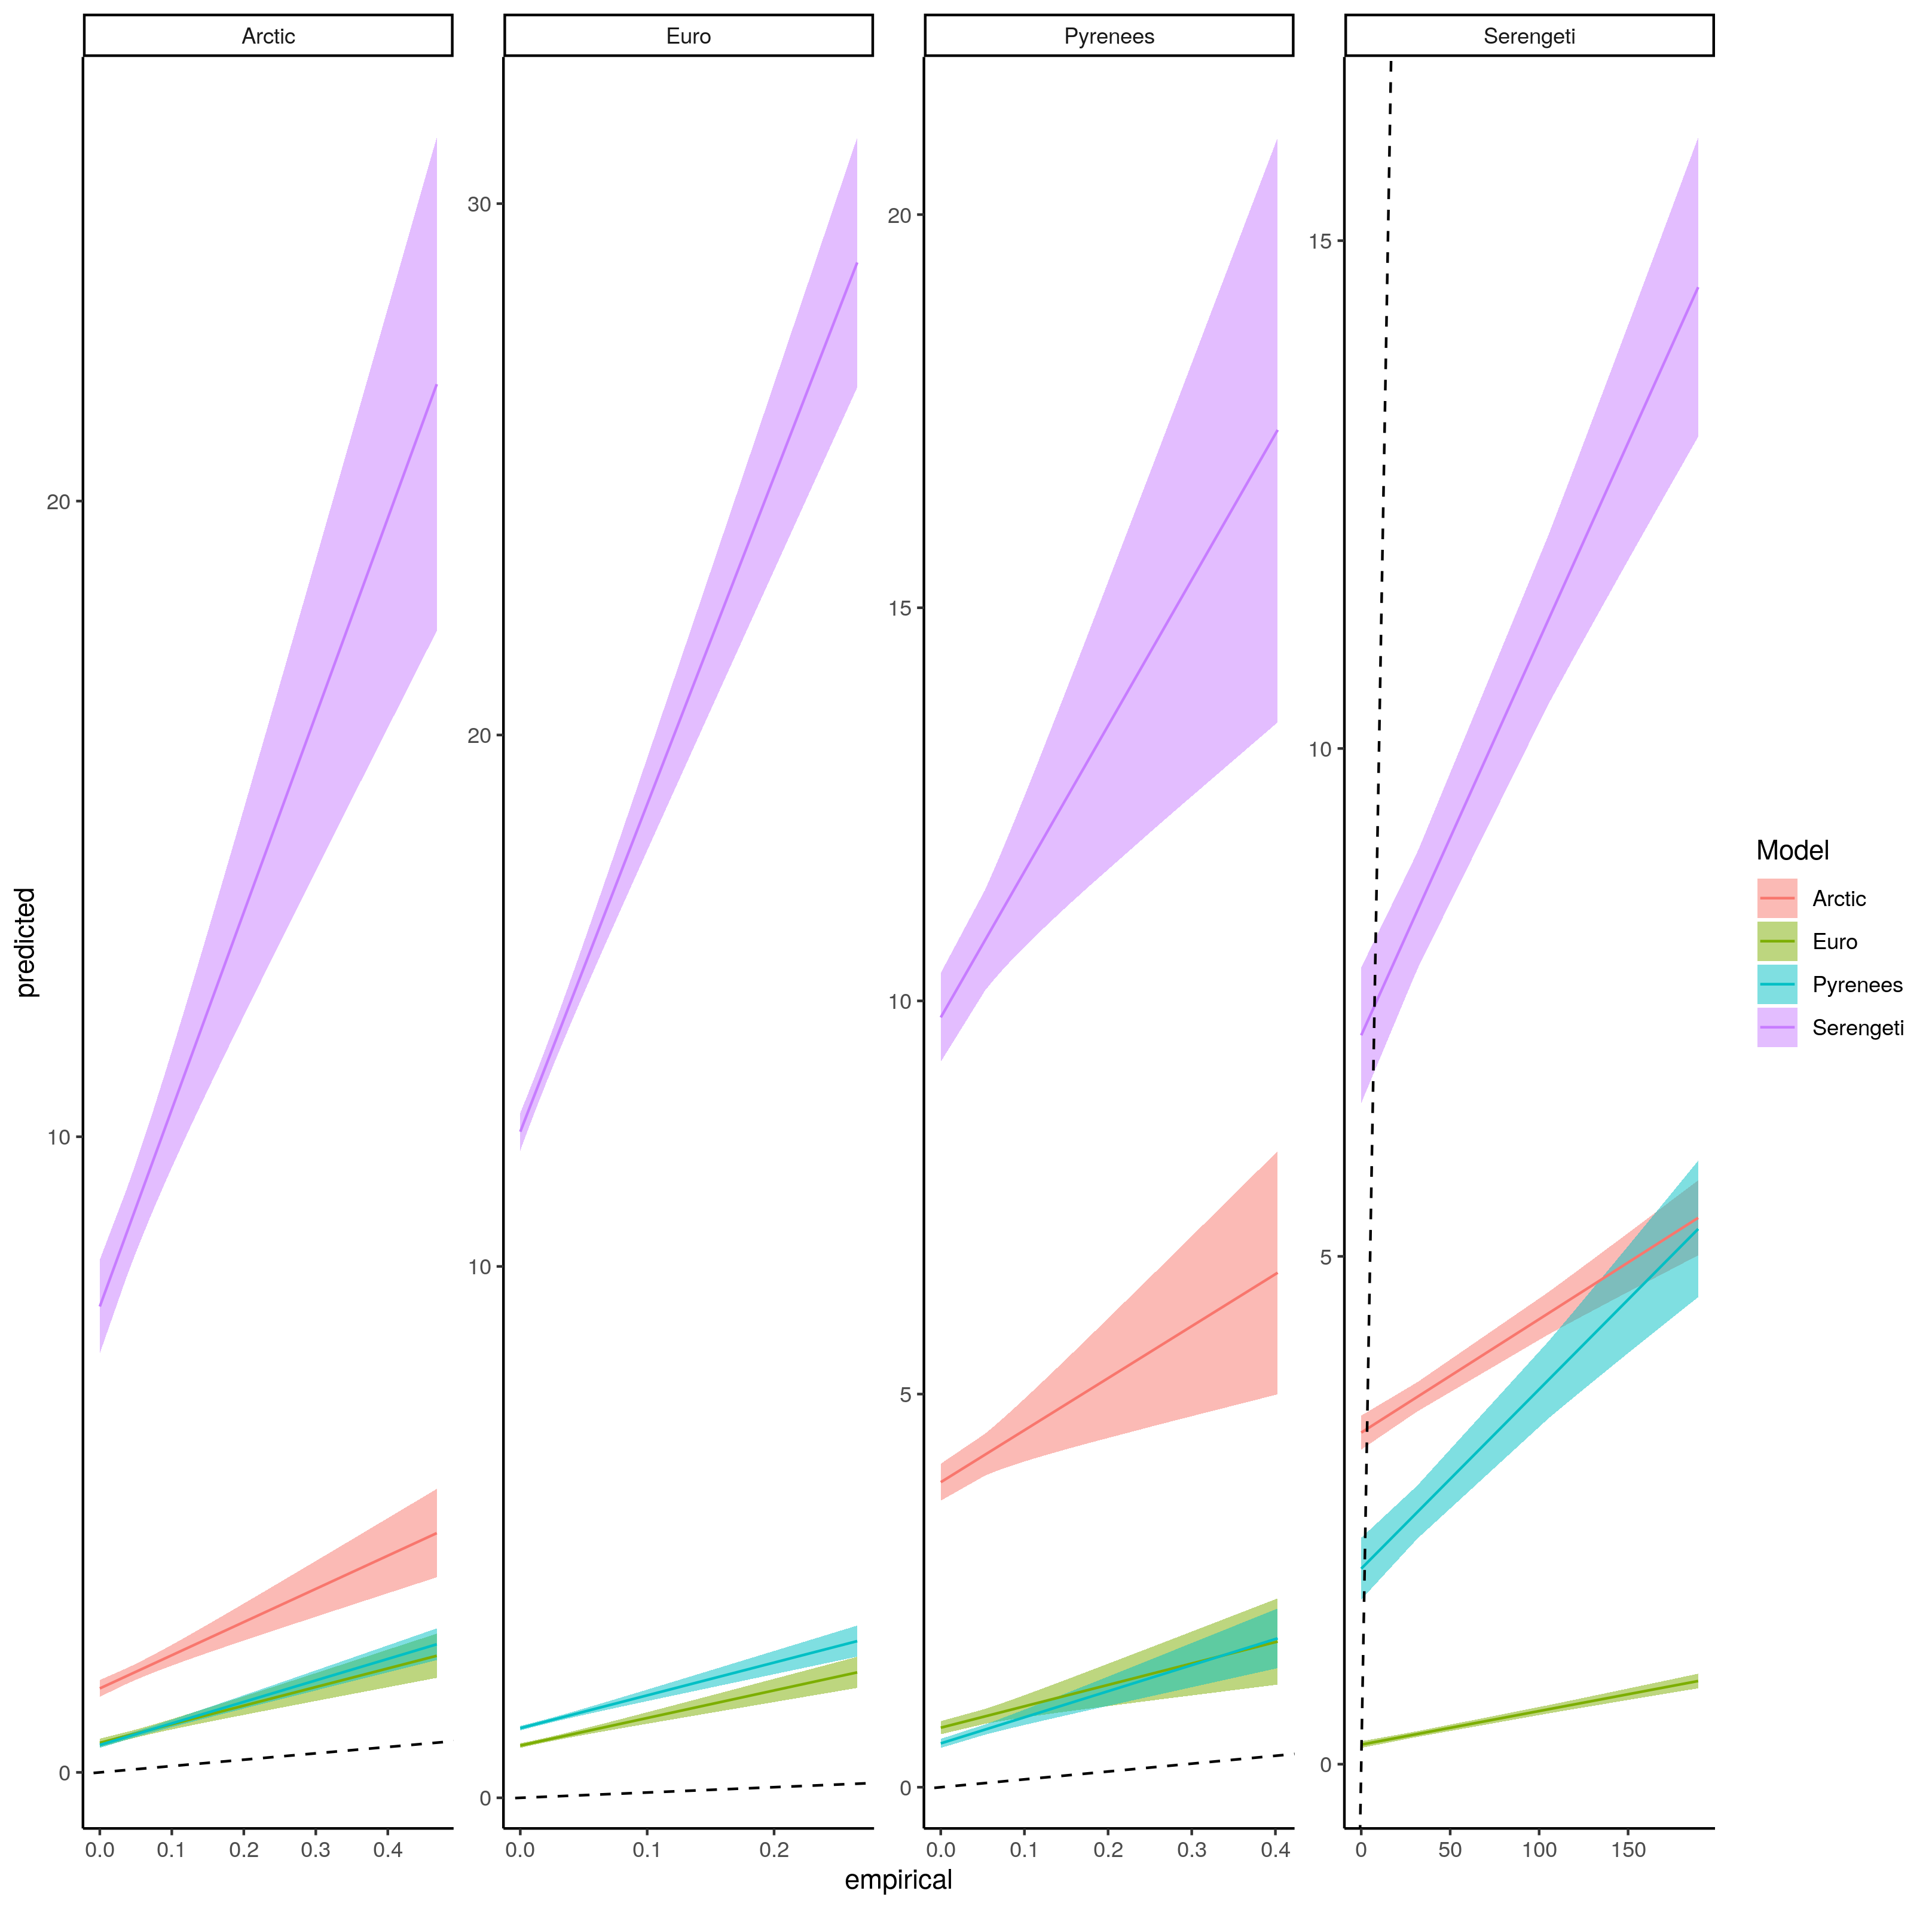 Arctic Euro Pyrenees Serengeti
predicted
0 10 20
0 10 20 30
0 5 10 15 20
0 5 10 15
0.0 0.1 0.2 0.3 0.4
0.0 0.1 0.2
0.0 0.1 0.2 0.3 0.4
0 50 100 150
empirical
Model
Arctic
Euro
Pyrenees
Serengeti